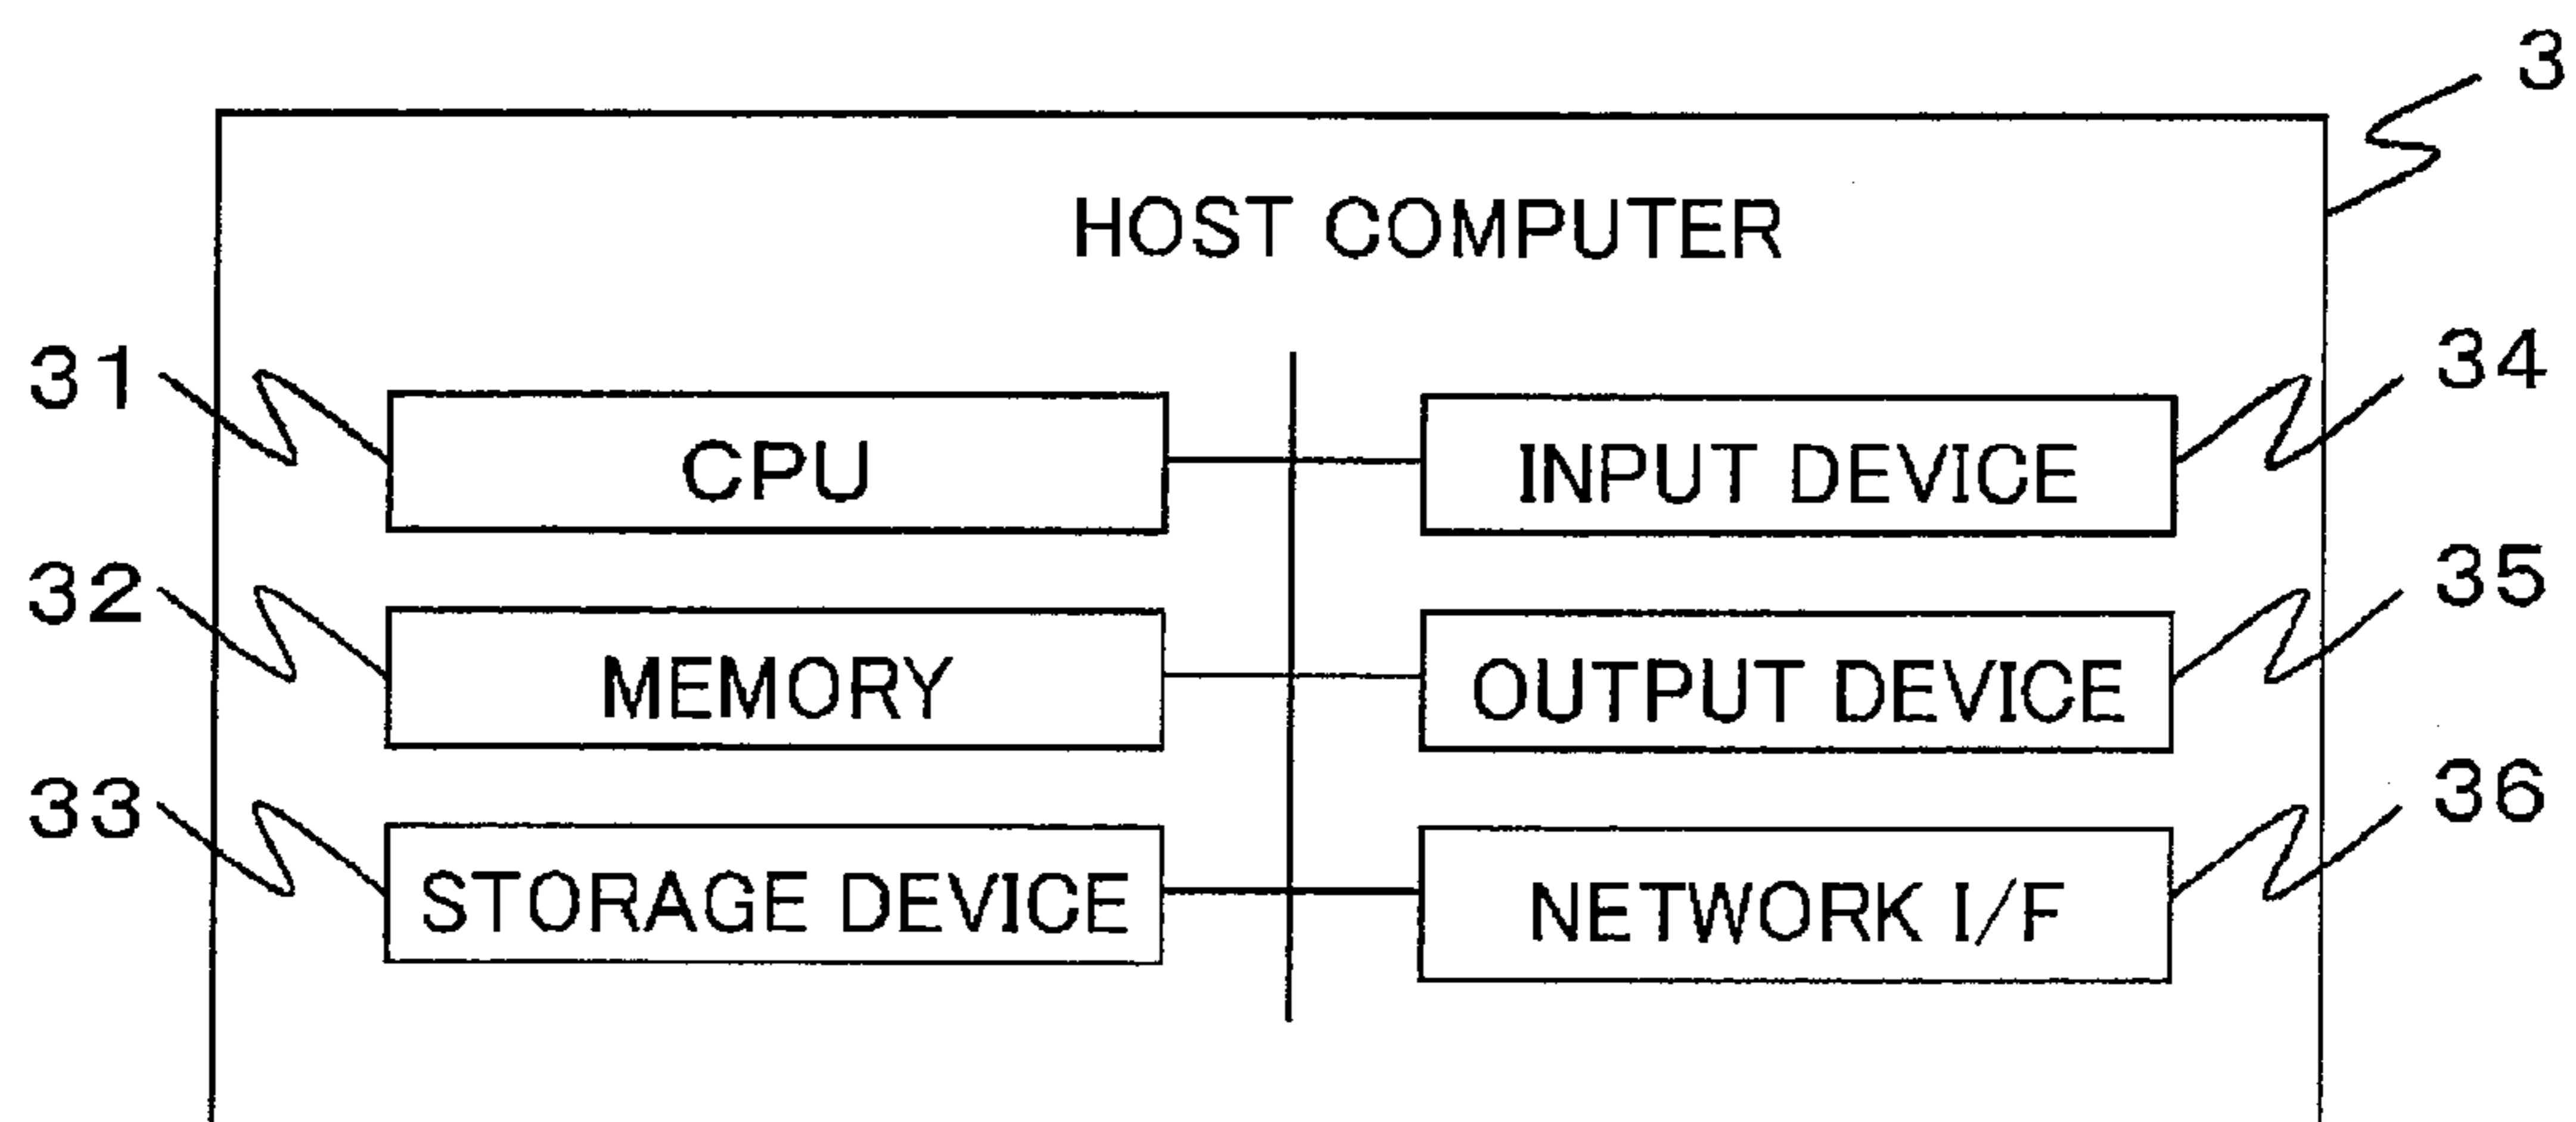 3
HOST COMPUTER
31 CPU INPUT DEVICE 34
32 MEMORY OUTPUT DEVICE 35
33 STORAGE DEVICE NETWORK I/F 36